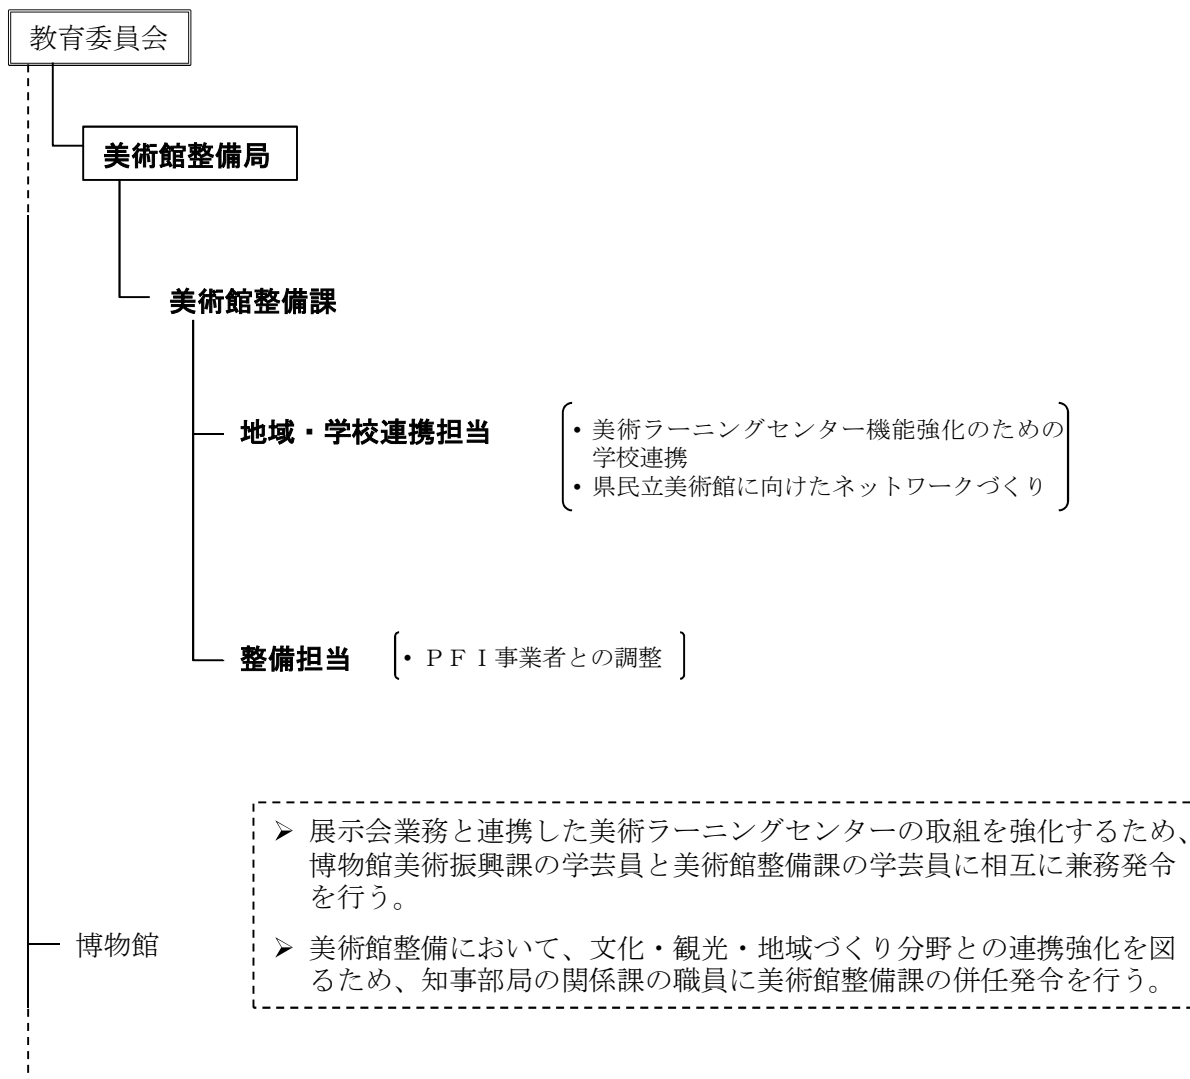 教育委員会
美術館整備局
美術館整備課
地域・学校連携担当
・美術ラーニングセンター機能強化のための
学校連携
・県民立美術館に向けたネットワークづくり
整備担当
・ＰＦＩ事業者との調整
➢ 展示会業務と連携した美術ラーニングセンターの取組を強化するため、
博物館美術振興課の学芸員と美術館整備課の学芸員に相互に兼務発令
を行う。
博物館
➢ 美術館整備において、文化・観光・地域づくり分野との連携強化を図
るため、知事部局の関係課の職員に美術館整備課の併任発令を行う。